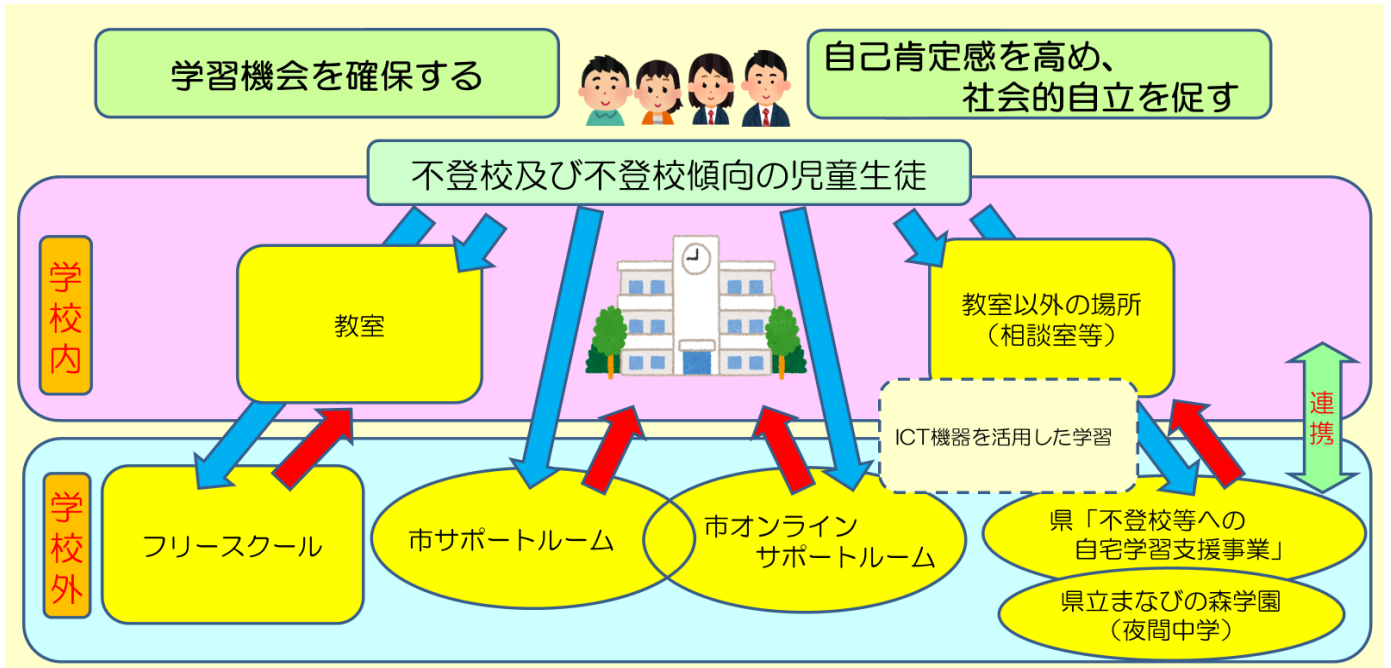 学習機会を確保する
自己肯定感を高め、
社会的自立を促す
不登校及び不登校傾向の児童生徒
学校内
教室
教室以外の場所
（相談室等）
ICT機器を活用した学習
連携
学校外
フリースクール
市サポートルーム
市オンライン
サポートルーム
県「不登校等への
自宅学習支援事業」
県立まなびの森学園
（夜間中学）